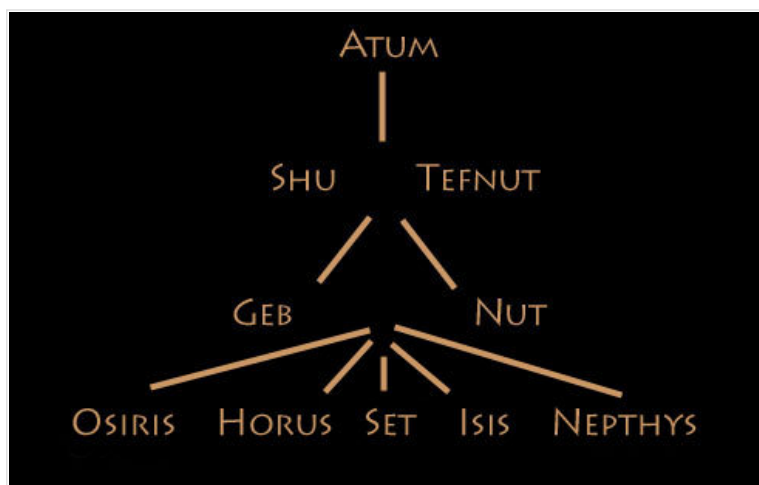 ATUM
SHU TEFNUT
GEB NUT
OSIRIS HORUS SET ISIS NEPTHYS